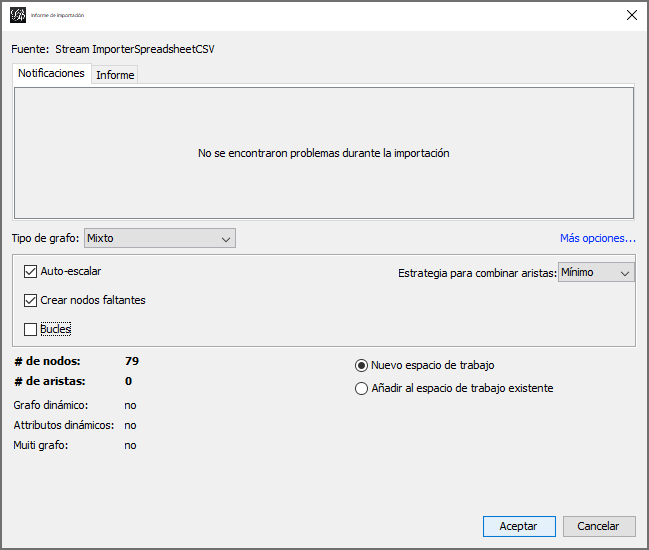 Informe de importación
Fuente: Stream ImporterSpreadsheetCSV
Notificaciones Informe
No se encontraron problemas durante la importación
Tipo de grafo: Mixto Más opciones...
Auto-escalar Estrategia para combinar aristas: Mínimo
Crear nodos faltantes
Bucles
# de nodos: 79 Nuevo espacio de trabajo
# de aristas: 0 Añadir al espacio de trabajo existente
Grafo dinámico: no
Atributos dinámicos: no
Muiti grafo: no
Aceptar Cancelar